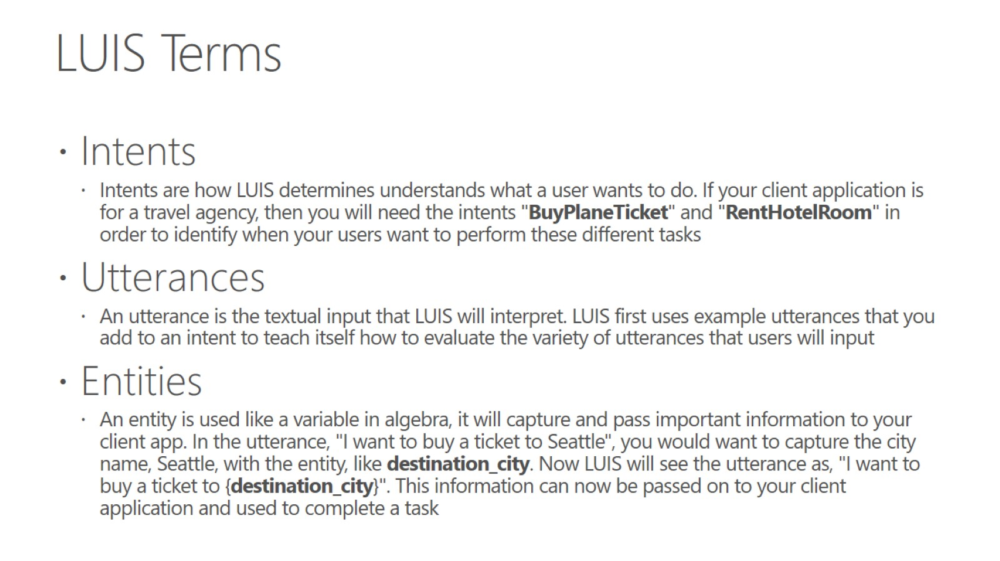 LUIS Terms
• Intents
• Intents are how LUIS determines understands what a user wants to do. If your client application is
for a travel agency, then you will need the intents "BuyPlaneTicket" and "RentHotelRoom" in
order to identify when your users want to perform these different tasks
• Utterances
• An utterance is the textual input that LUIS will interpret. LUIS first uses example utterances that you
add to an intent to teach itself how to evaluate the variety of utterances that users will input
• Entities
• An entity is used like a variable in algebra, it will capture and pass important information to your
client app. In the utterance, "I want to buy a ticket to Seattle", you would want to capture the city
name, Seattle, with the entity, like destination_city. Now LUIS will see the utterance as, "I want to
buy a ticket to {destination_city}". This information can now be passed on to your client
application and used to complete a task